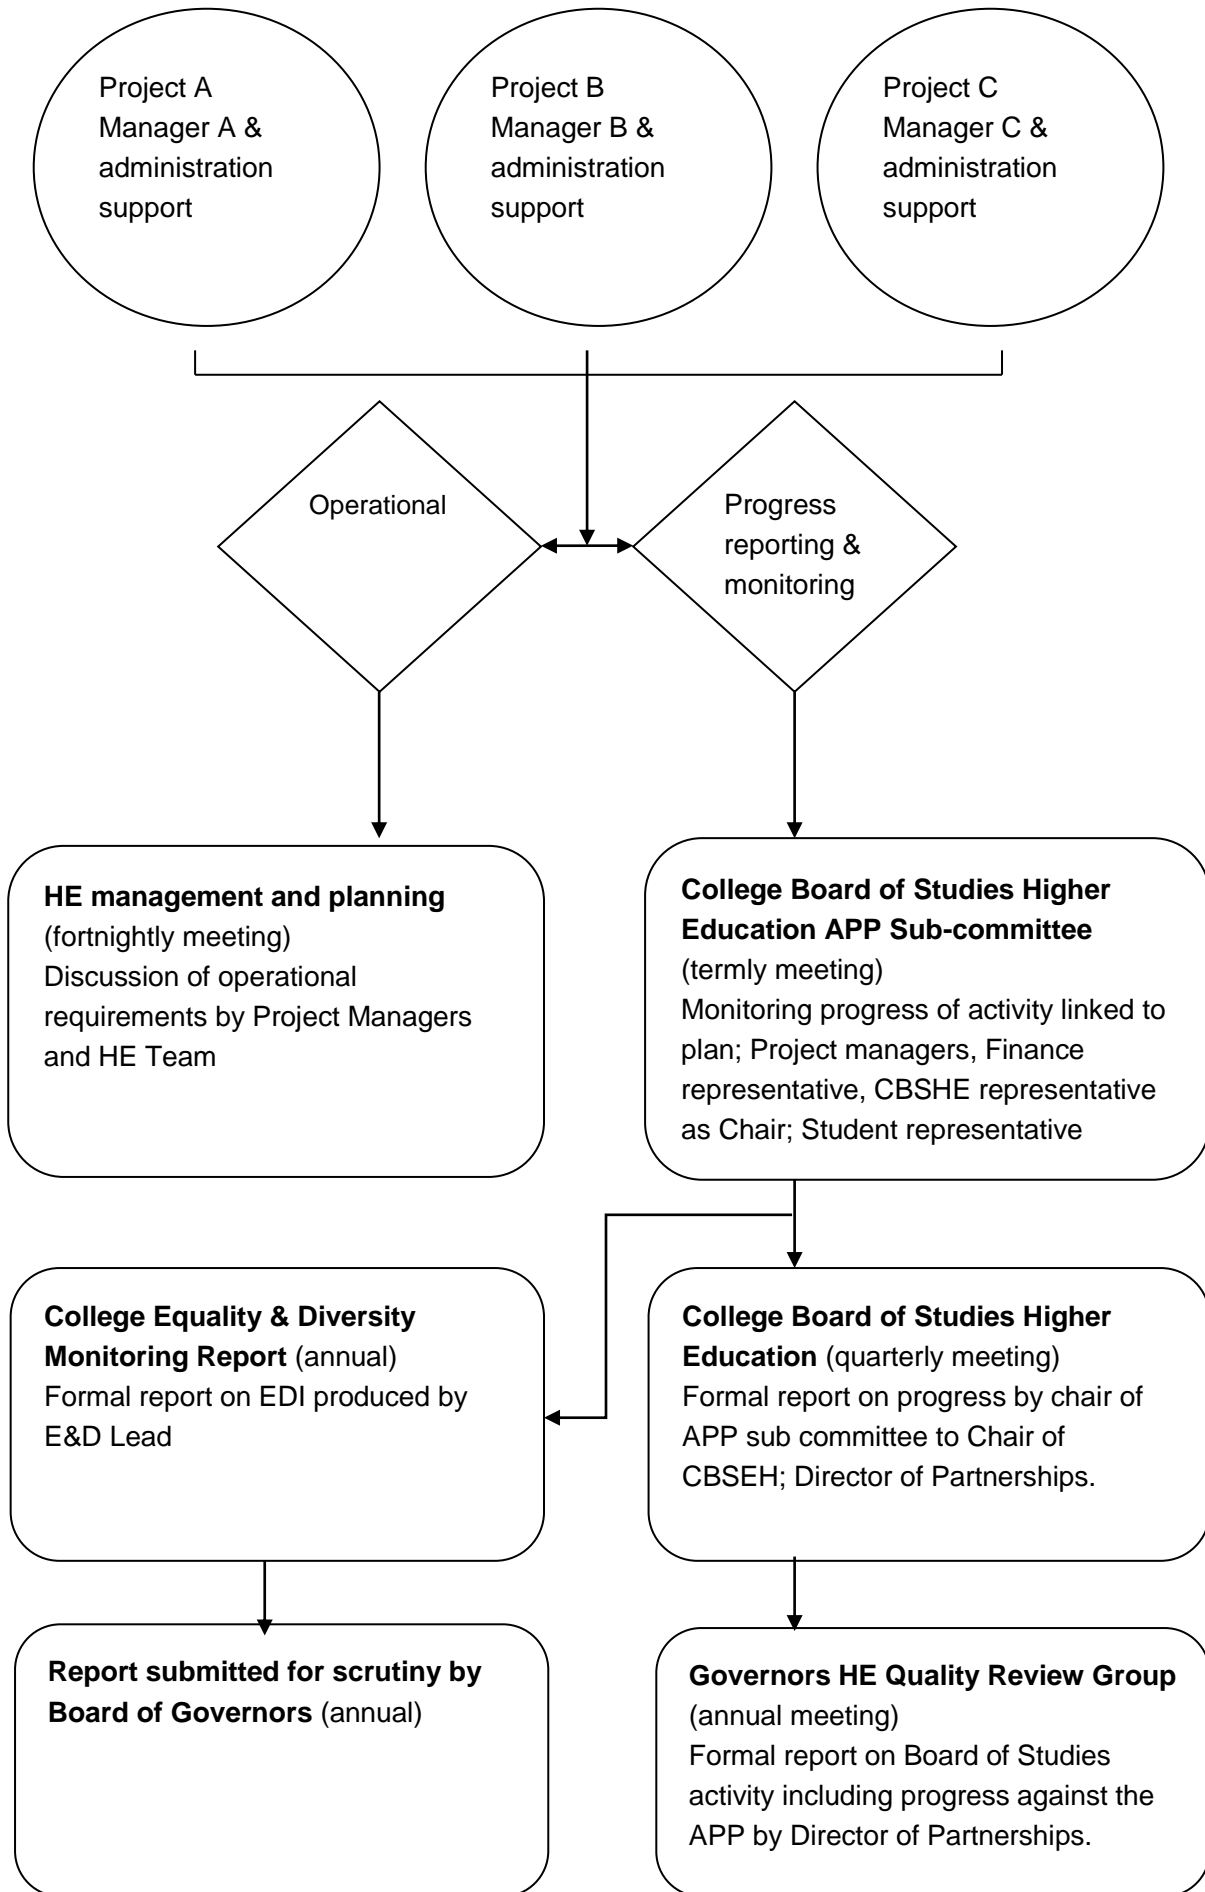 Project A
Manager A &
administration
support
Project B
Manager B &
administration
support
Project C
Manager C &
administration
support
Operational
Progress
reporting &
monitoring
HE management and planning
(fortnightly meeting)
Discussion of operational
requirements by Project Managers
and HE Team
College Board of Studies Higher
Education APP Sub-committee
(termly meeting)
Monitoring progress of activity linked to
plan; Project managers, Finance
representative, CBSHE representative
as Chair; Student representative
College Equality & Diversity
Monitoring Report (annual)
Formal report on EDI produced by
E&D Lead
College Board of Studies Higher
Education (quarterly meeting)
Formal report on progress by chair of
APP sub committee to Chair of
CBSEH; Director of Partnerships.
Report submitted for scrutiny by
Board of Governors (annual)
Governors HE Quality Review Group
(annual meeting)
Formal report on Board of Studies
activity including progress against the
APP by Director of Partnerships.